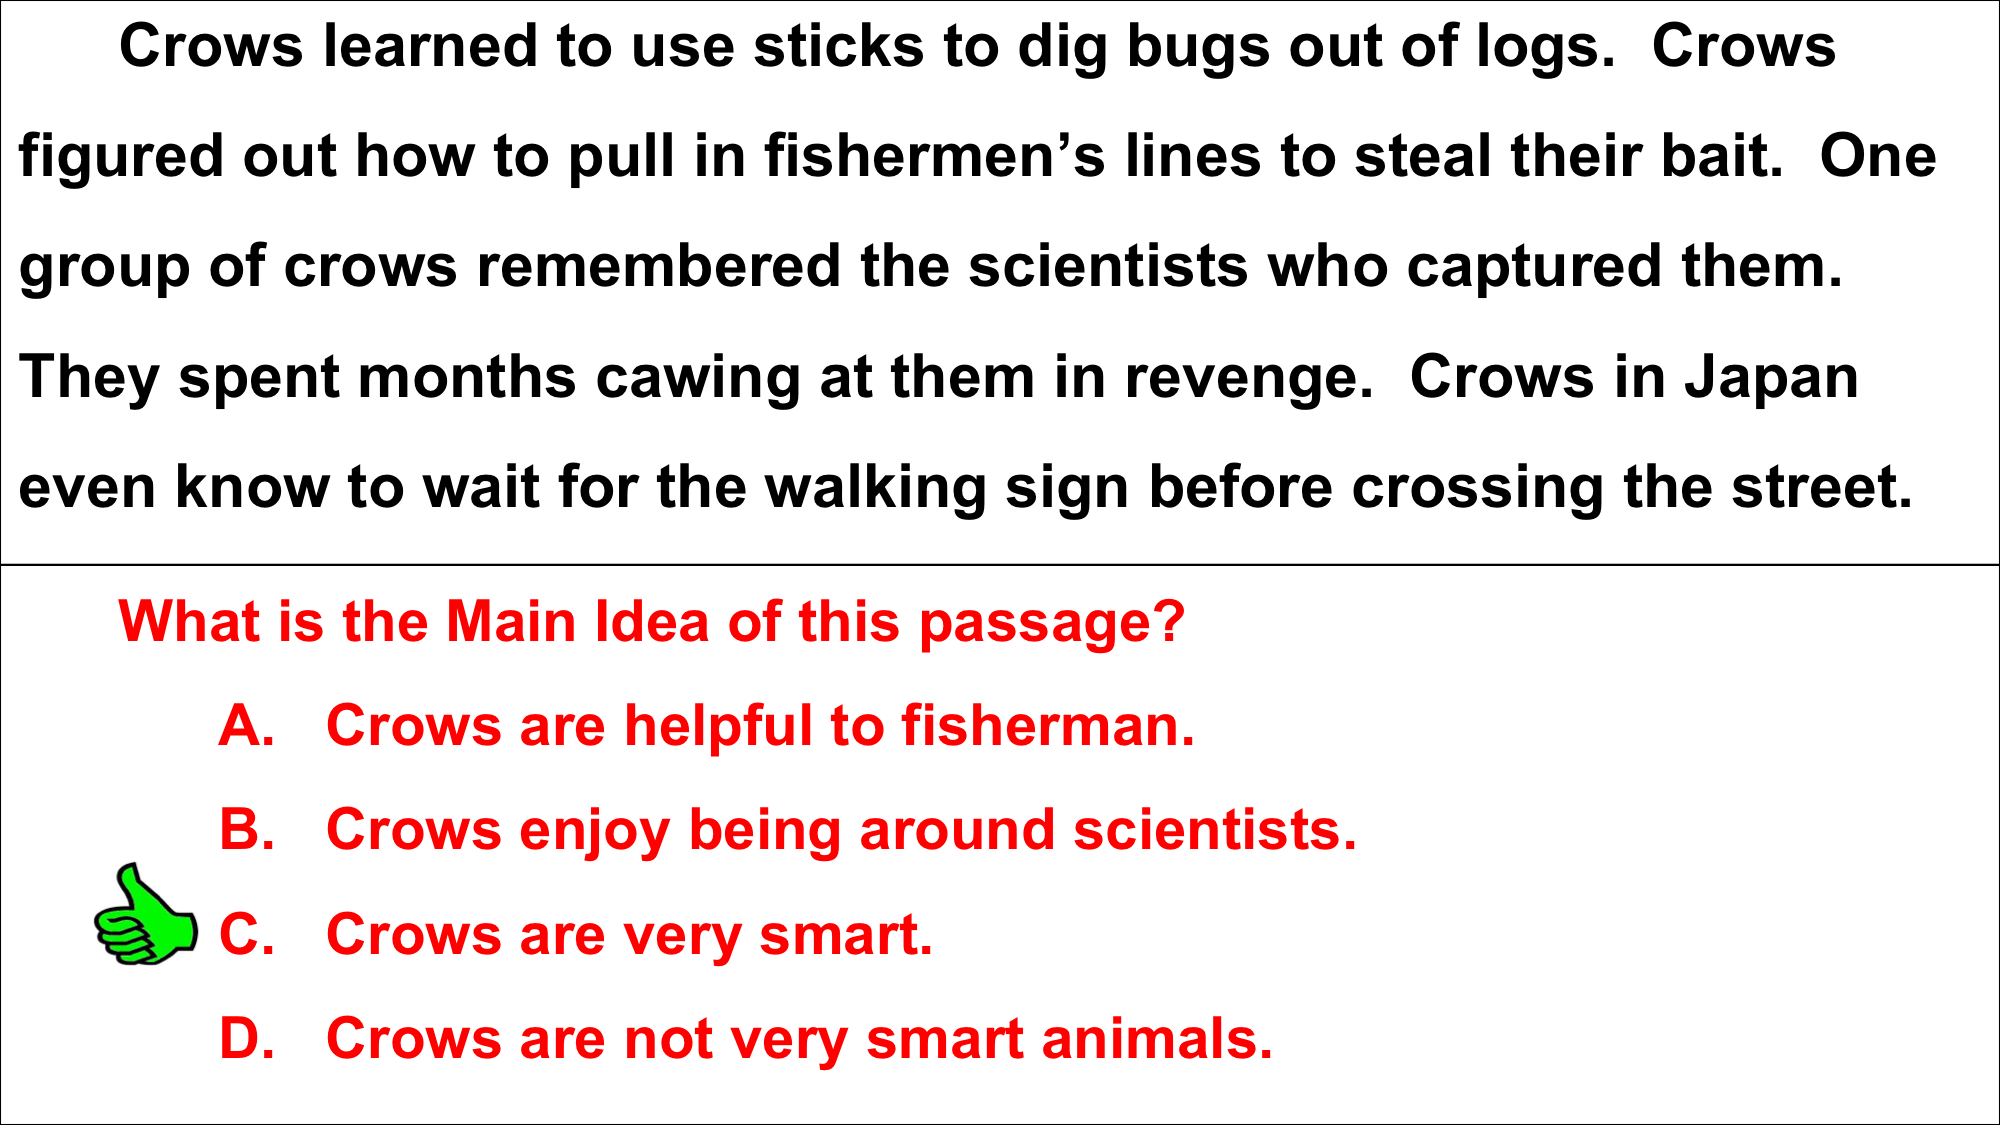 Crows learned to use sticks to dig bugs out of logs.  Crows
figured out how to pull in fishermen’s lines to steal their bait.  One
group of crows remembered the scientists who captured them.
They spent months cawing at them in revenge.  Crows in Japan
even know to wait for the walking sign before crossing the street.
What is the Main Idea of this passage?
A.   Crows are helpful to fisherman.
B.   Crows enjoy being around scientists.
C.   Crows are very smart.
D.   Crows are not very smart animals.